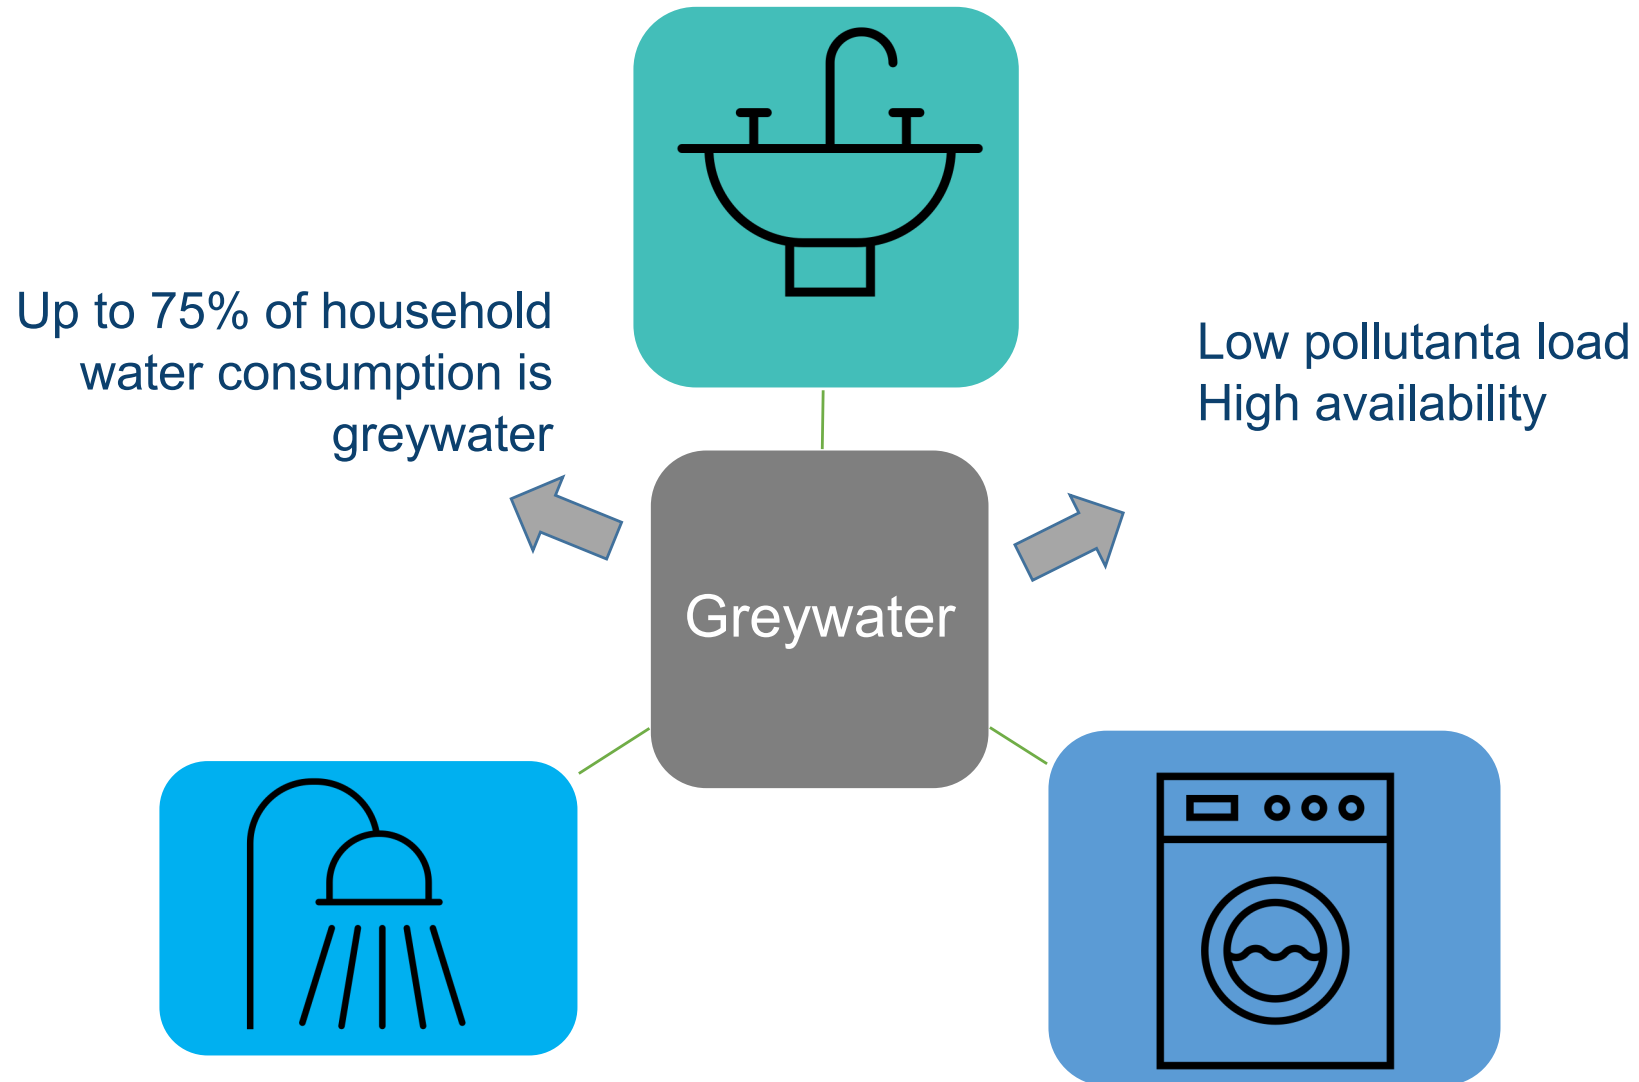 Up to 75% of household
water consumption is
greywater
Low pollutanta load
High availability
Greywater